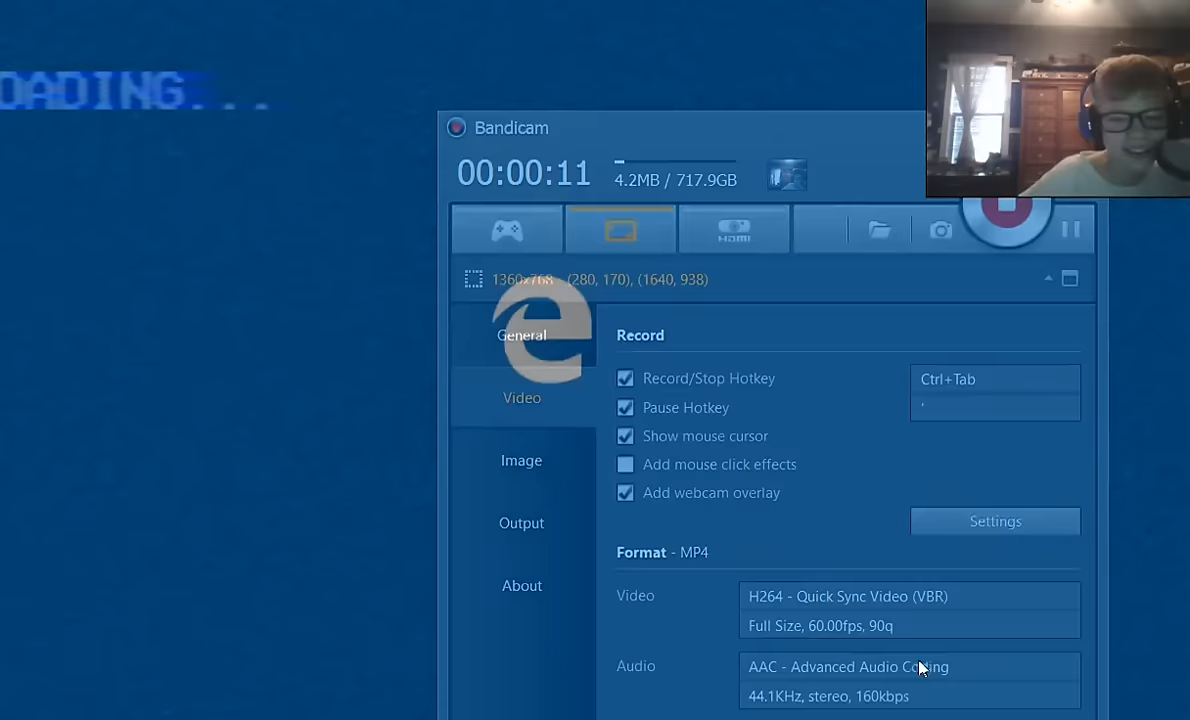 OADING...
Bandicam
00:00:11
4.2MB / 717.9GB
HDMI
1360x768 - (280, 170), (1640, 938)
General
Video
Image
Output
About
Record
Record/Stop Hotkey
Ctrl+Tab
Pause Hotkey
'
Show mouse cursor
Add mouse click effects
Add webcam overlay
Settings
Format - MP4
Video
H264 - Quick Sync Video (VBR)
Full Size, 60.00fps, 90q
Audio
AAC - Advanced Audio Coding
44.1KHz, stereo, 160kbps